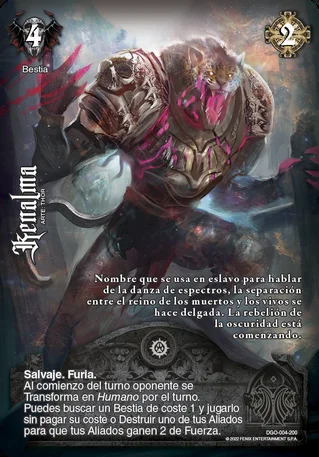 4
2
Bestia
Kenalma
ARTE: THOR
Nombre que se usa en eslavo para hablar
de la danza de espectros, la separación
entre el reino de los muertos y los vivos se
hace delgada. La rebelión de
la oscuridad está
comenzando.
Salvaje. Furia.
Al comienzo del turno oponente se
Transforma en Humano por el turno.
Puedes buscar un Bestia de coste 1 y jugarlo
sin pagar su coste o Destruir uno de tus Aliados
para que tus Aliados ganen 2 de Fuerza.
DGO-004-200
© 2022 FENIX ENTERTAINMENT S.P.A.